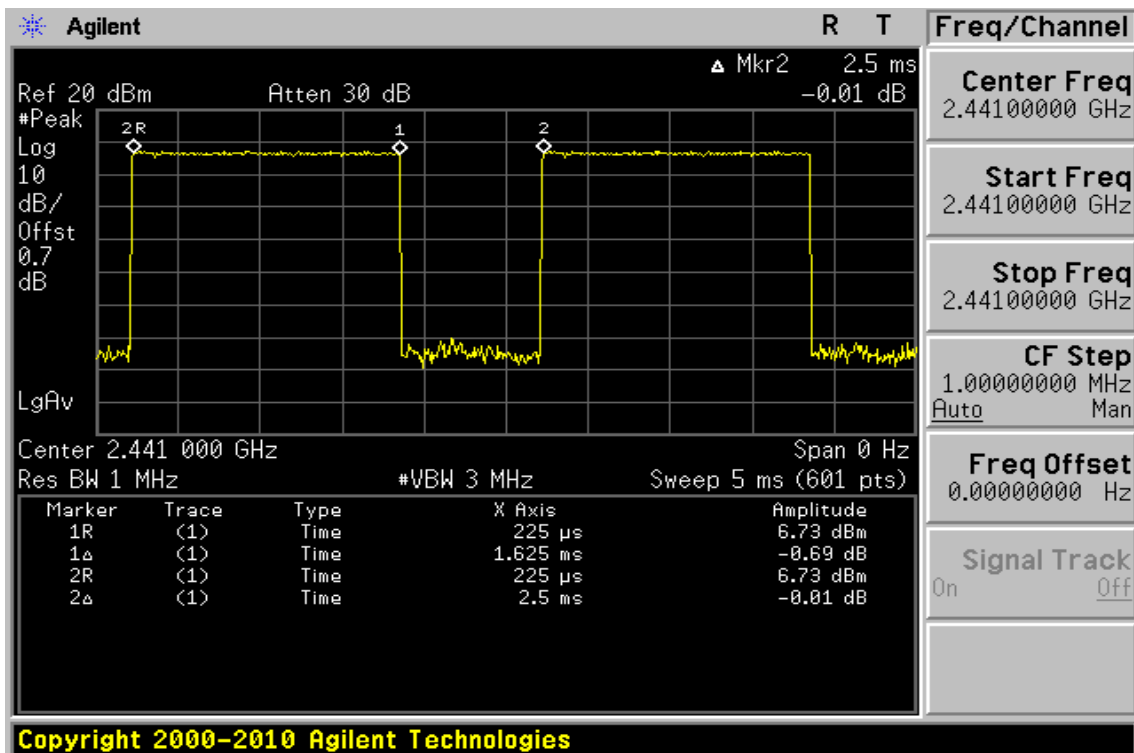 Agilent R T
▵ Mkr2 2.5 ms
Ref 20 dBm Atten 30 dB -0.01 dB
#Peak
Log
10
dB/
Offst
0.7
dB
LgAv
2R 1 2
Center 2.441 000 GHz Span 0 Hz
Res BW 1 MHz #VBW 3 MHz Sweep 5 ms (601 pts)
Marker Trace Type X Axis Amplitude
1R (1) Time 225 µs 6.73 dBm
1▵ (1) Time 1.625 ms -0.69 dB
2R (1) Time 225 µs 6.73 dBm
2▵ (1) Time 2.5 ms -0.01 dB
Copyright 2000-2010 Agilent Technologies
Freq/Channel
Center Freq
2.44100000 GHz
Start Freq
2.44100000 GHz
Stop Freq
2.44100000 GHz
CF Step
1.00000000 MHz
Auto Man
Freq Offset
0.00000000 Hz
Signal Track
On Off